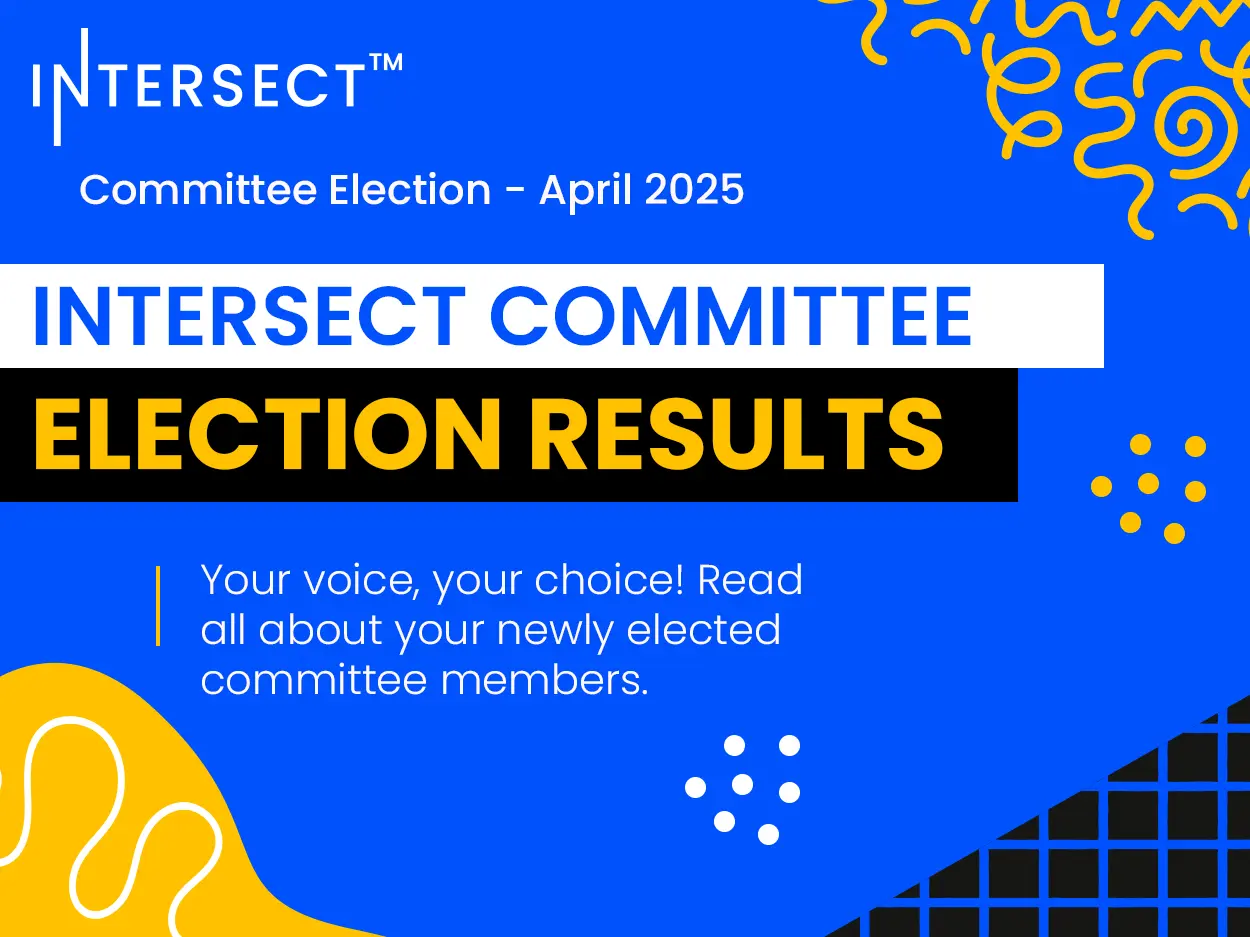 INTERSECT™
Committee Election - April 2025
INTERSECT COMMITTEE
ELECTION RESULTS
Your voice, your choice! Read
all about your newly elected
committee members.